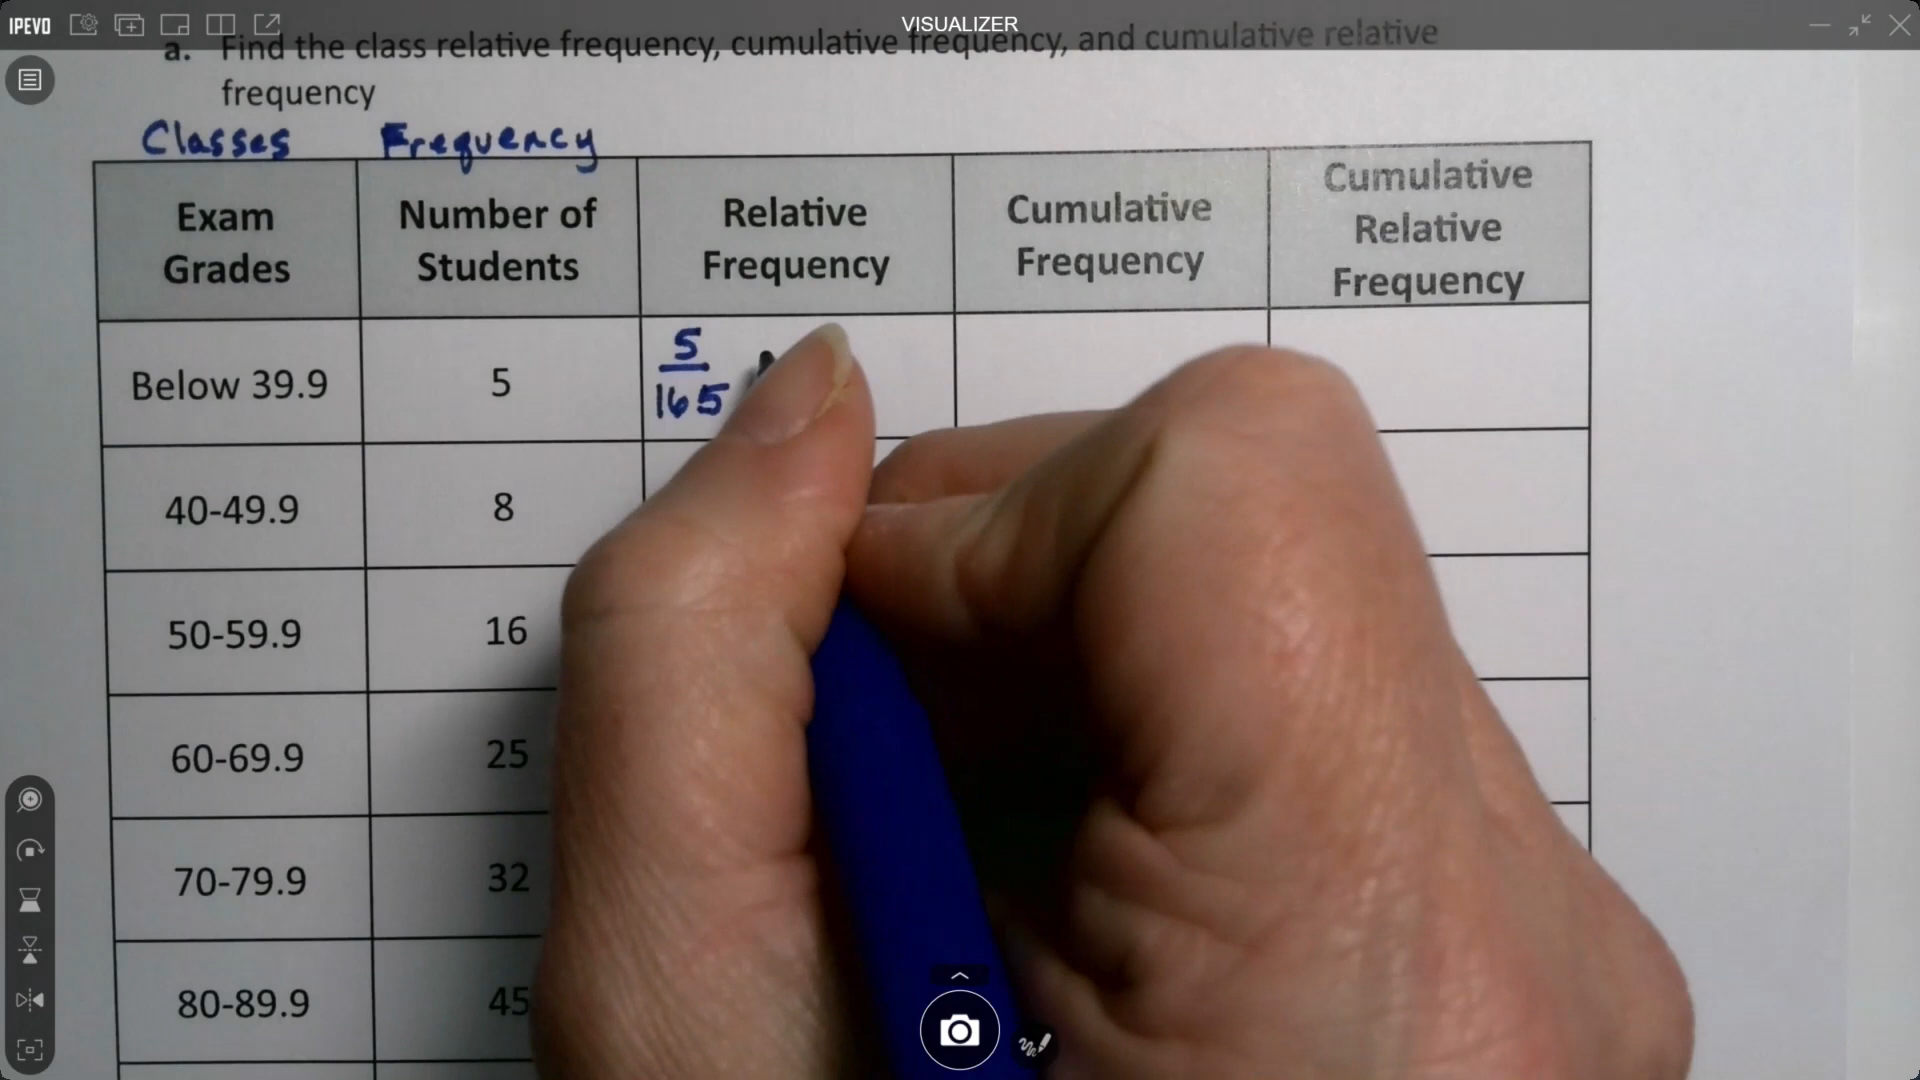 IPEVO
VISUALIZER
a. Find the class relative frequency, cumulative frequency, and cumulative relative
frequency
Classes Frequency
Exam Grades Number of Students Relative Frequency Cumulative Frequency Cumulative Relative Frequency
Below 39.9 5 5/165
40-49.9 8
50-59.9 16
60-69.9 25
70-79.9 32
80-89.9 45